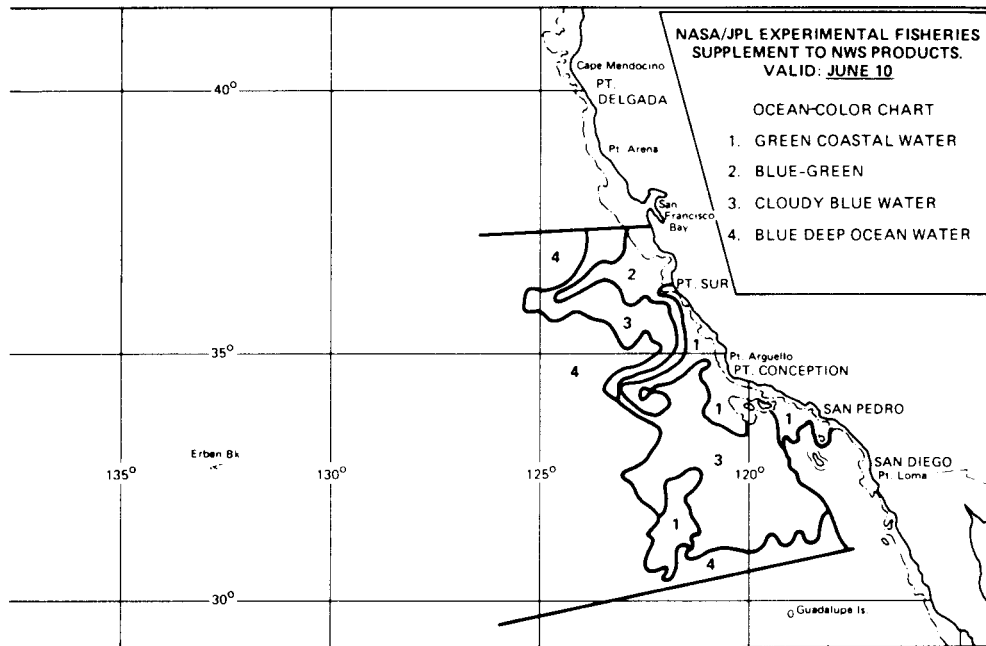 NASA/JPL EXPERIMENTAL FISHERIES
SUPPLEMENT TO NWS PRODUCTS.
VALID: JUNE 10
OCEAN-COLOR CHART
1. GREEN COASTAL WATER
2. BLUE-GREEN
3. CLOUDY BLUE WATER
4. BLUE DEEP OCEAN WATER
Cape Mendocino
PT.
DELGADA
40°
Pt. Arena
San
Francisco
Bay
4
2
PT. SUR
3
1
35°
Pt. Arguello
PT. CONCEPTION
4
1
1
SAN PEDRO
Erben Bk
3
SAN DIEGO
135°
130°
125°
120°
Pt. Loma
1
4
30°
Guadalupe Is.